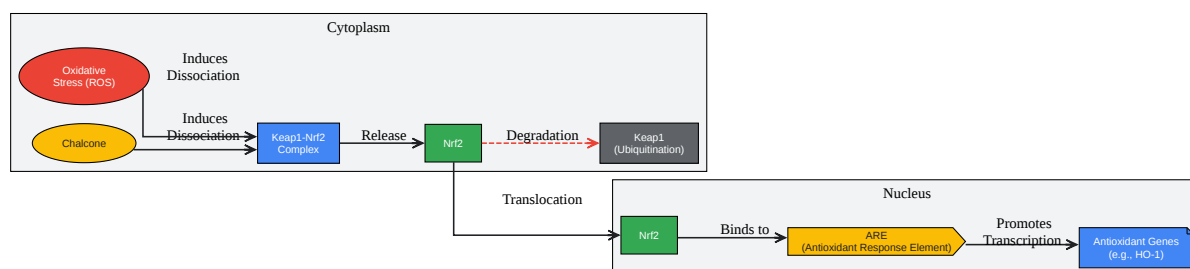 Cytoplasm
Oxidative
Stress (ROS)
Induces
Dissociation
Chalcone
Induces
Dissociation
Keap1-Nrf2
Complex
Release
Nrf2
Degradation
Keap1
(Ubiquitination)
Translocation
Nucleus
Nrf2
Binds to
ARE
(Antioxidant Response Element)
Promotes
Transcription
Antioxidant Genes
(e.g., HO-1)